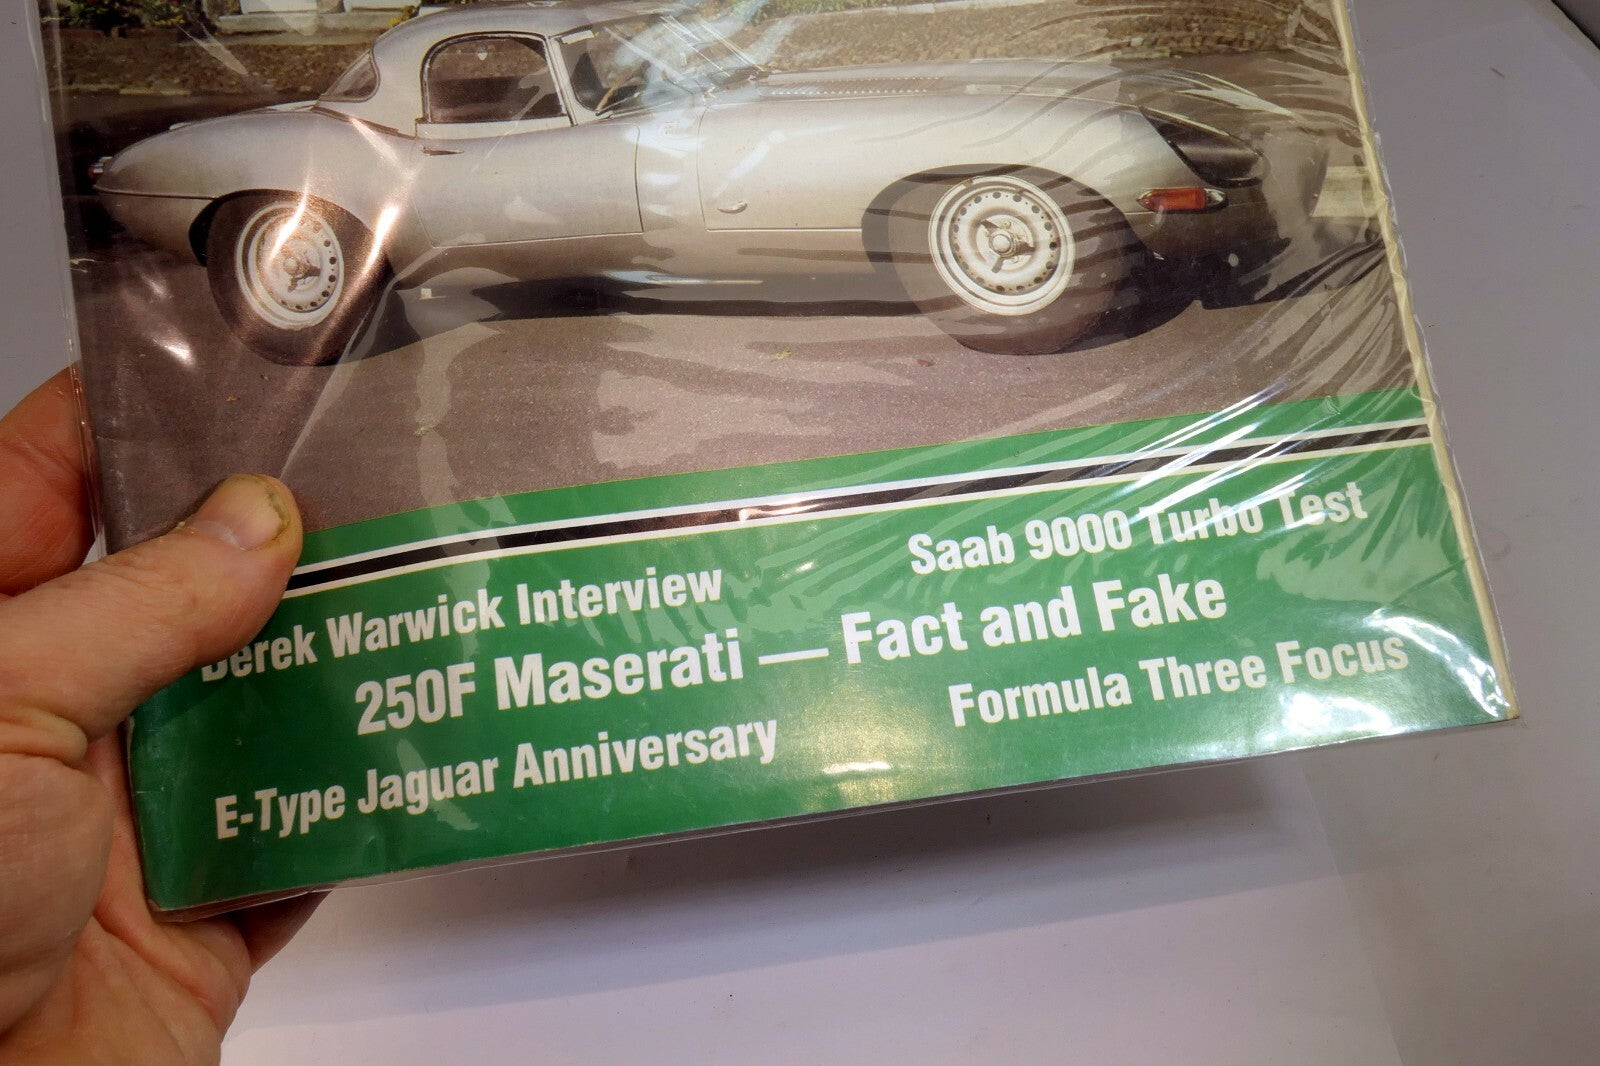 Derek Warwick Interview
Saab 9000 Turbo Test
250F Maserati — Fact and Fake
E-Type Jaguar Anniversary
Formula Three Focus